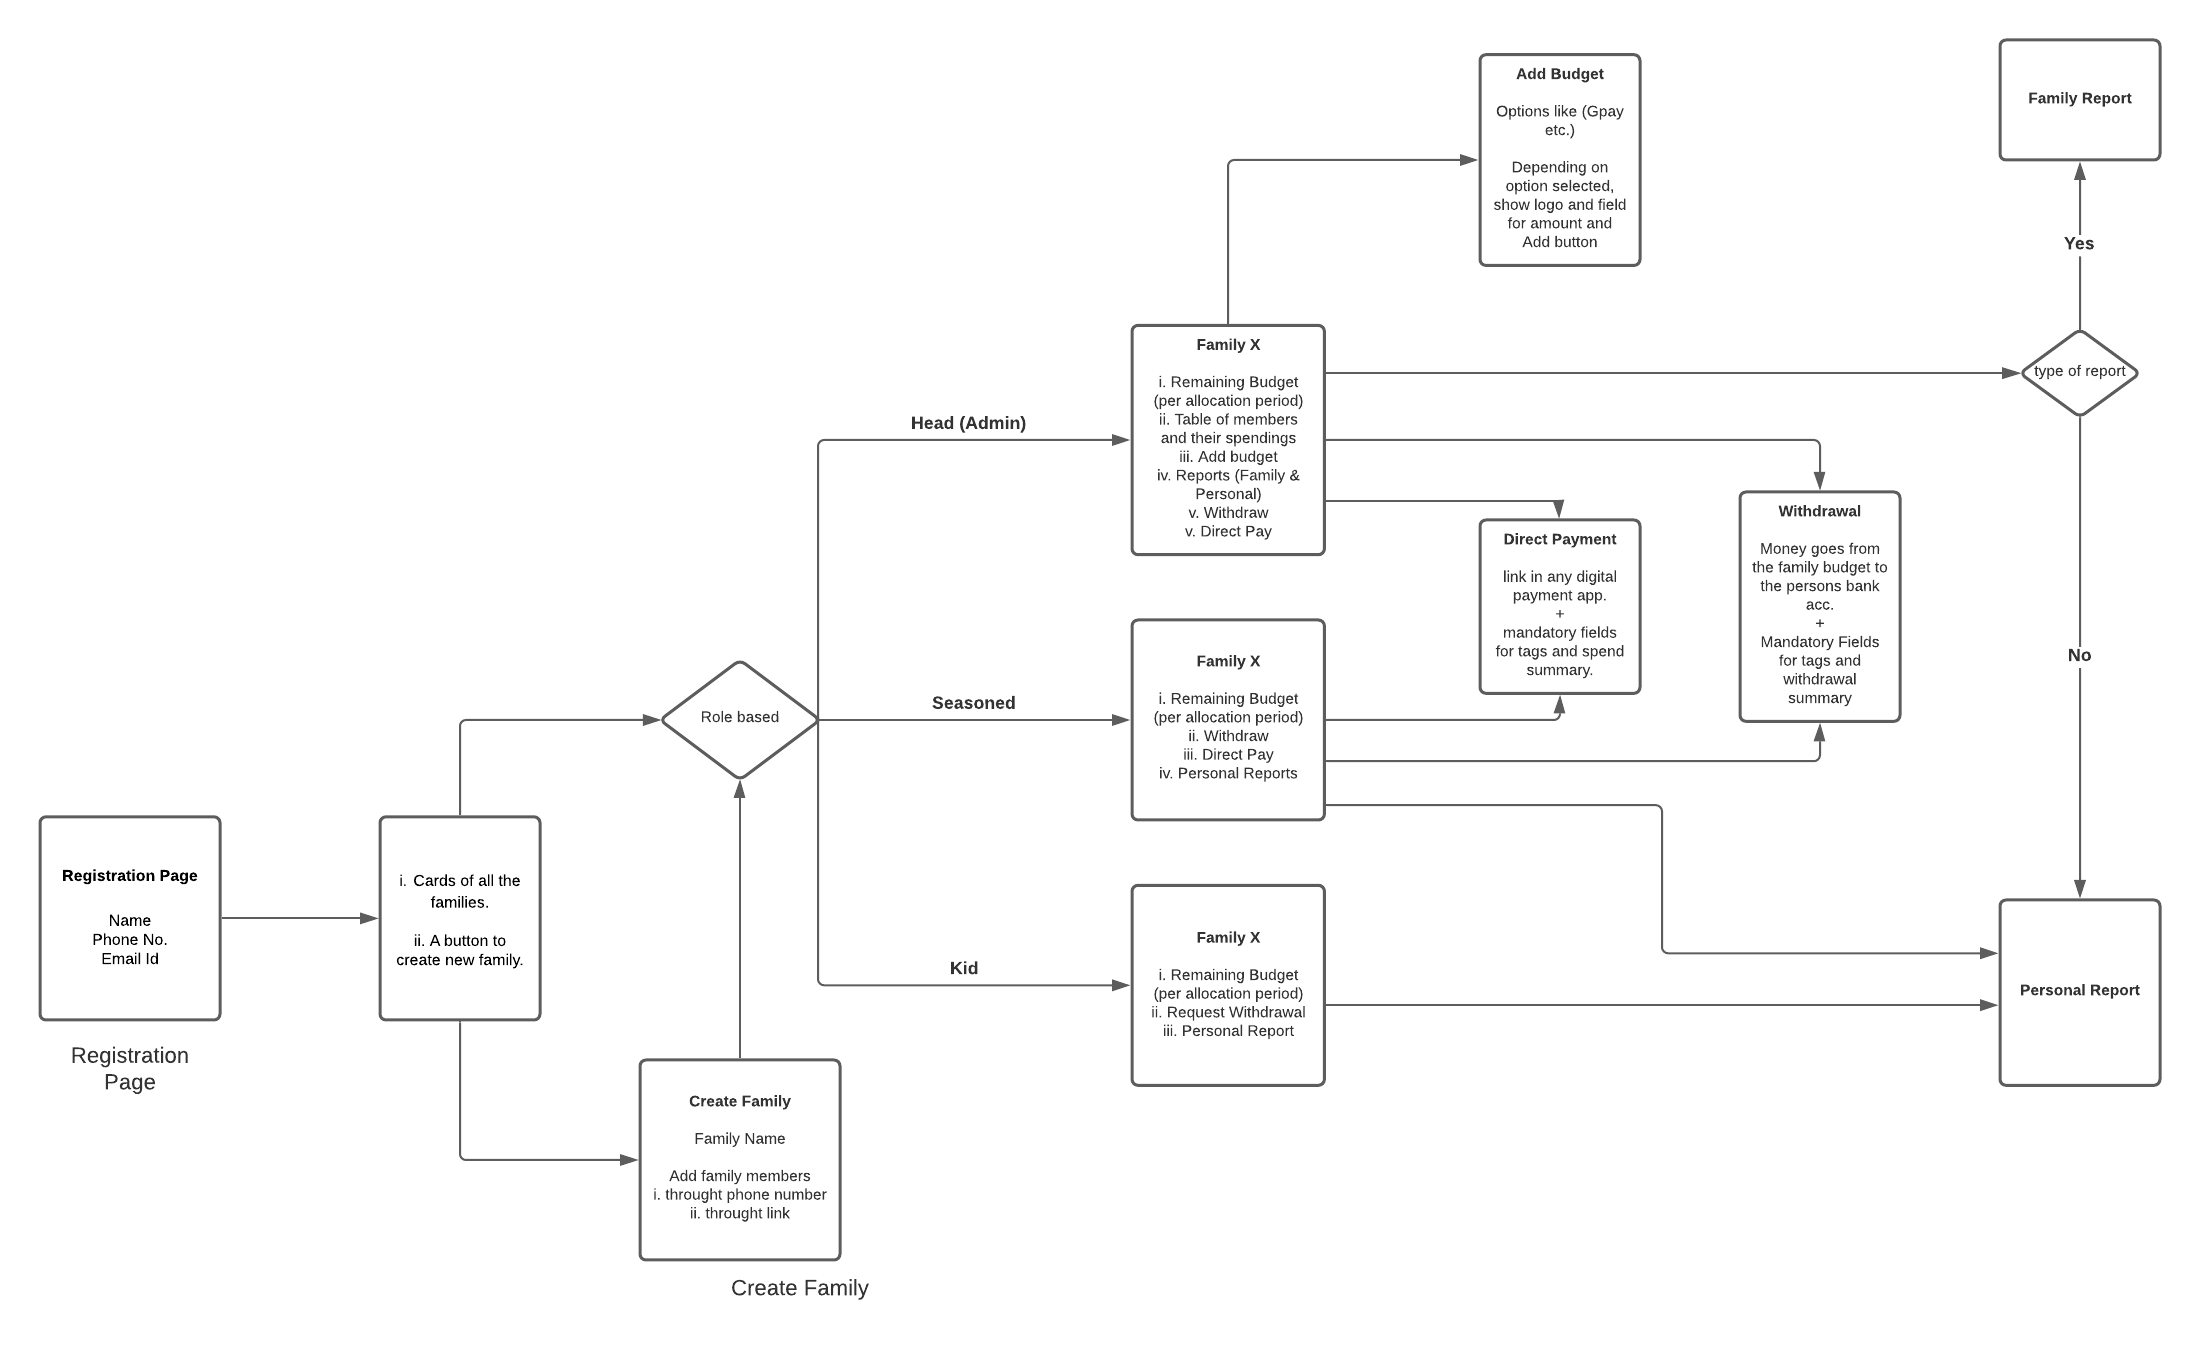 Add Budget
Options like (Gpay
etc.)
Depending on
option selected,
show logo and field
for amount and
Add button
Family Report
Yes
type of report
No
Family X
i. Remaining Budget
(per allocation period)
ii. Table of members
and their spendings
iii. Add budget
iv. Reports (Family &
Personal)
v. Withdraw
v. Direct Pay
Head (Admin)
Direct Payment
link in any digital
payment app.
+
mandatory fields
for tags and spend
summary.
Withdrawal
Money goes from
the family budget to
the persons bank
acc.
+
Mandatory Fields
for tags and
withdrawal
summary
Role based
Seasoned
Family X
i. Remaining Budget
(per allocation period)
ii. Withdraw
iii. Direct Pay
iv. Personal Reports
Registration Page
Name
Phone No.
Email Id
Registration
Page
i. Cards of all the
families.
ii. A button to
create new family.
Kid
Family X
i. Remaining Budget
(per allocation period)
ii. Request Withdrawal
iii. Personal Report
Personal Report
Create Family
Family Name
Add family members
i. throught phone number
ii. throught link
Create Family